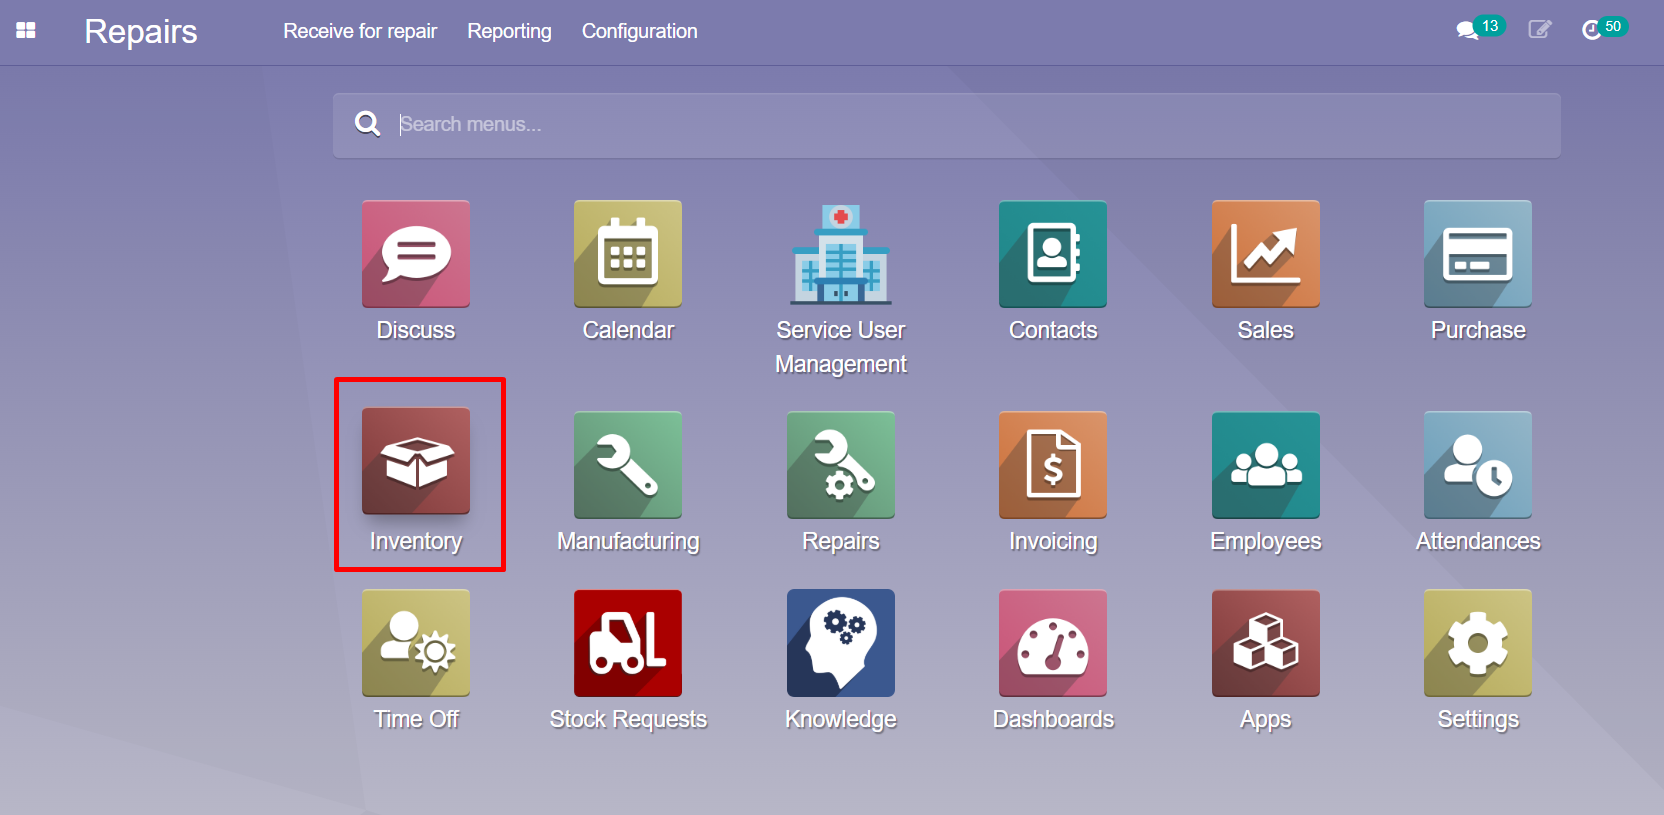 Repairs
Receive for repair
Reporting
Configuration
13
50
Search menus...
Discuss
Calendar
Service User
Management
Contacts
Sales
Purchase
Inventory
Manufacturing
Repairs
$
Invoicing
Employees
Attendances
Time Off
Stock Requests
Knowledge
Dashboards
Apps
Settings